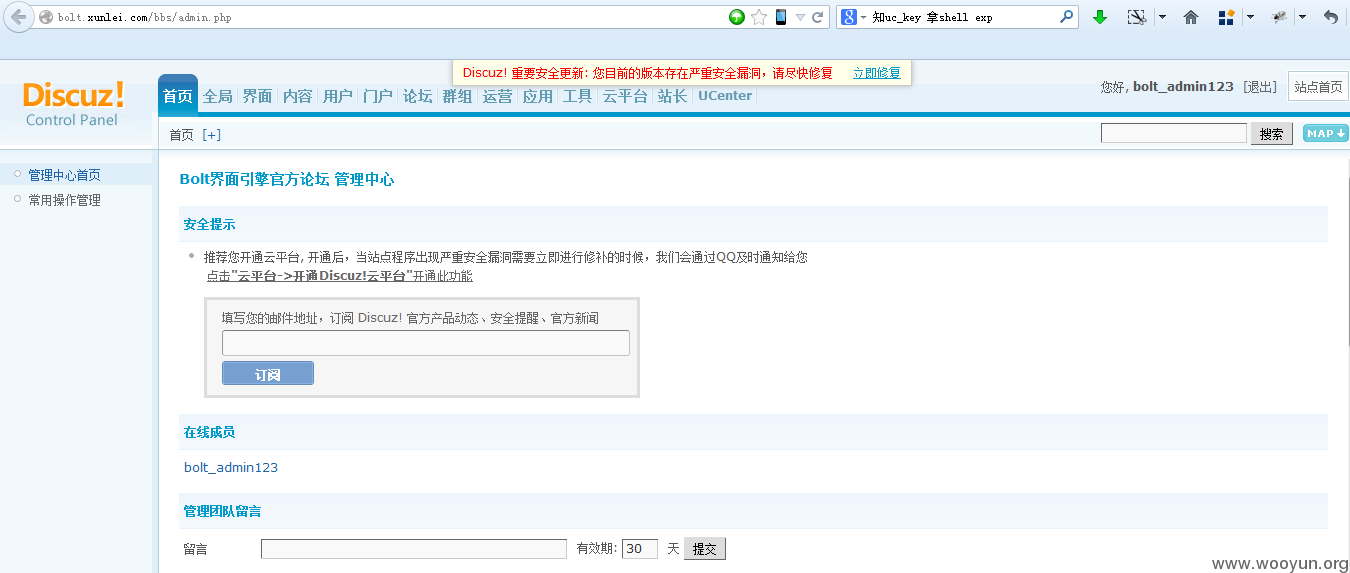 bolt.xunlei.com/bbs/admin.php
知uc_key 拿shell exp
Discuz! 重要安全更新: 您目前的版本存在严重安全漏洞，请尽快修复 立即修复
Discuz!
Control Panel
首页 全局 界面 内容 用户 门户 论坛 群组 运营 应用 工具 云平台 站长 UCenter
您好, bolt_admin123 [退出] 站点首页
首页 [+]
搜索 MAP
管理中心首页
常用操作管理
Bolt界面引擎官方论坛 管理中心
安全提示
推荐您开通云平台, 开通后，当站点程序出现严重安全漏洞需要立即进行修补的时候，我们会通过QQ及时通知给您
点击"云平台->开通Discuz!云平台"开通此功能
填写您的邮件地址，订阅 Discuz! 官方产品动态、安全提醒、官方新闻
订阅
在线成员
bolt_admin123
管理团队留言
留言 有效期: 30 天 提交
www.wooyun.org